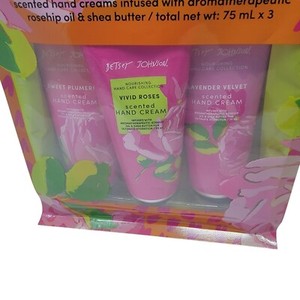 scented hand creams infused with aromatherapeutic
rosehip oil & shea butter / total net wt: 75 mL x 3
BETSEY JOHNSON
NOURISHING
HAND CARE COLLECTION
VIVID ROSES
scented
HAND CREAM
SWEET PLUMERIA
scented
HAND CREAM
LAVENDER VELVET
scented
HAND CREAM